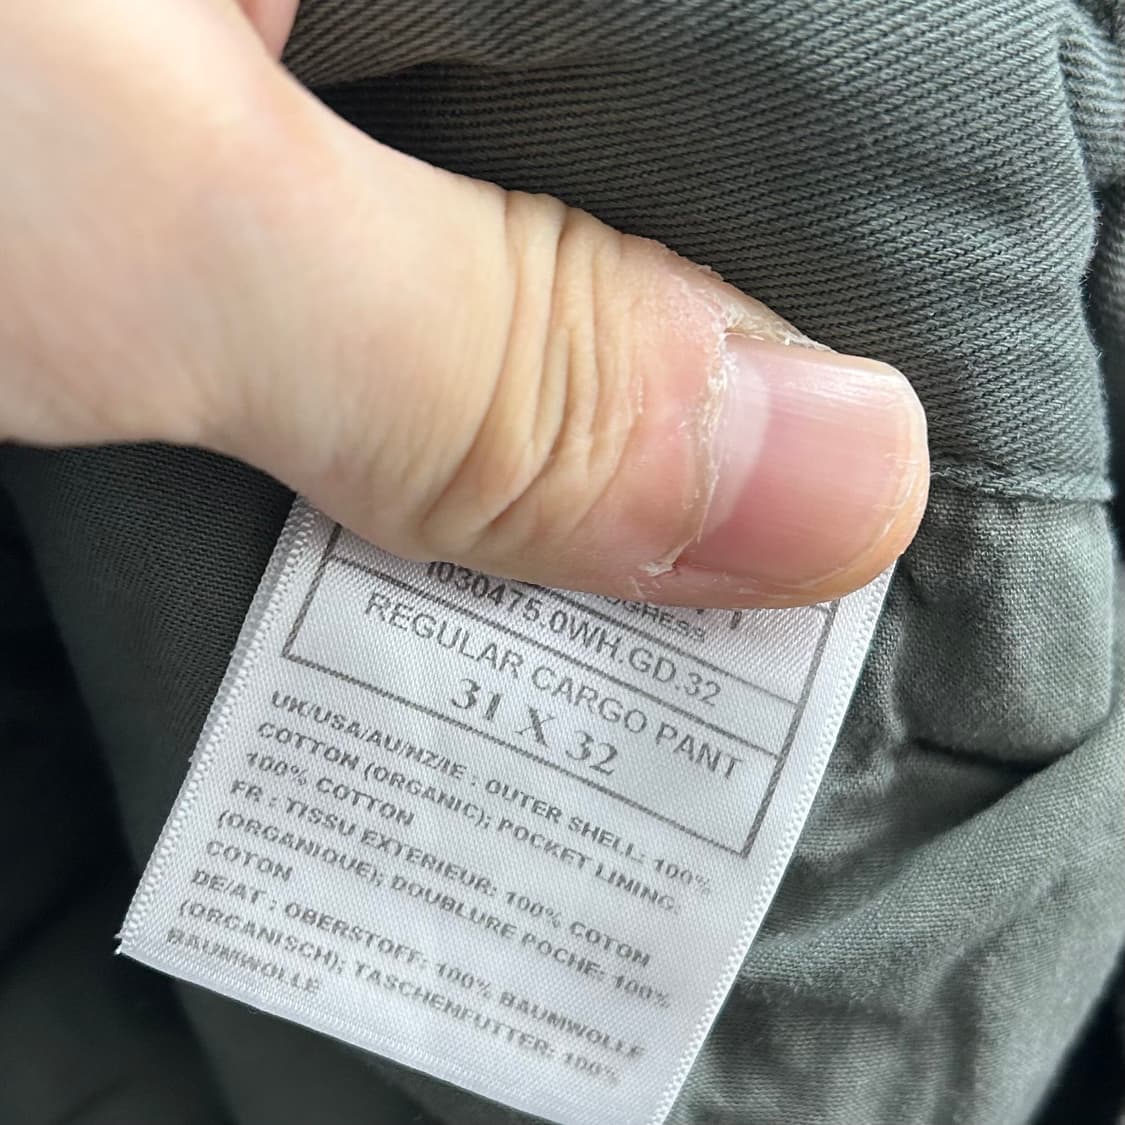 I030475.0WH.GD.32
REGULAR CARGO PANT
31 X 32
UK/USA/AU/NZ/IE : OUTER SHELL: 100%
COTTON (ORGANIC); POCKET LINING:
100% COTTON
FR : TISSU EXTERIEUR: 100% COTON
(ORGANIQUE); DOUBLURE POCHE: 100%
COTON
DE/AT : OBERSTOFF: 100% BAUMWOLLE
(ORGANISCH); TASCHENFUTTER: 100%
BAUMWOLLE